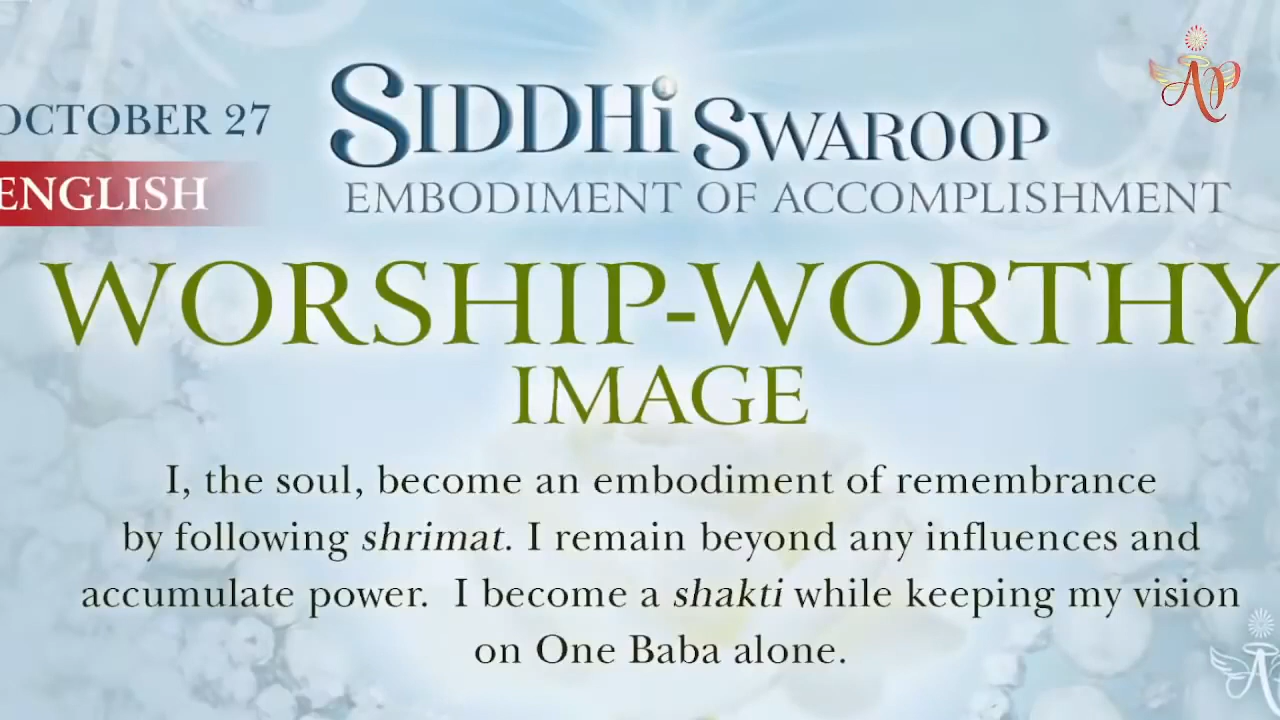 OCTOBER 27
ENGLISH
SIDDHi SWAROOP
EMBODIMENT OF ACCOMPLISHMENT
WORSHIP-WORTHY
IMAGE
I, the soul, become an embodiment of remembrance
by following shrimat. I remain beyond any influences and
accumulate power. I become a shakti while keeping my vision
on One Baba alone.
AP